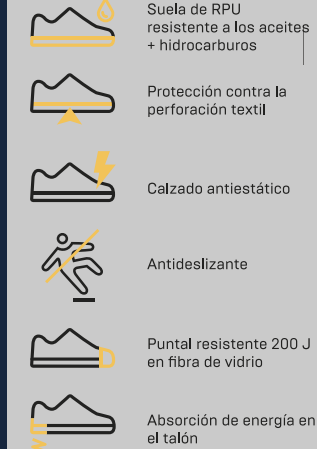 Suela de RPU
resistente a los aceites
+ hidrocarburos
Protección contra la
perforación textil
Calzado antiestático
Antideslizante
Puntal resistente 200 J
en fibra de vidrio
Absorción de energía en
el talón